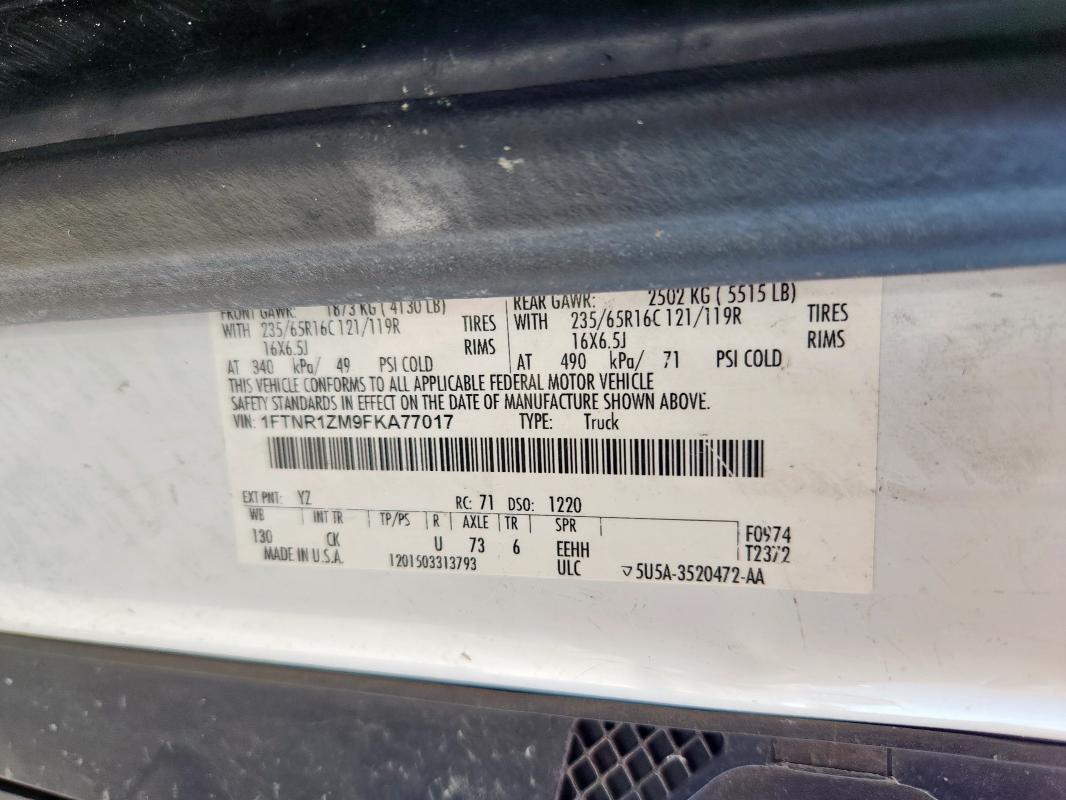 FRONT GAWR: 1873 KG ( 4130 LB) REAR GAWR: 2502 KG ( 5515 LB)
WITH 235/65R16C 121/119R TIRES WITH 235/65R16C 121/119R TIRES
16X6.5J RIMS 16X6.5J RIMS
AT 340 kPa/ 49 PSI COLD AT 490 kPa/ 71 PSI COLD
THIS VEHICLE CONFORMS TO ALL APPLICABLE FEDERAL MOTOR VEHICLE
SAFETY STANDARDS IN EFFECT ON THE DATE OF MANUFACTURE SHOWN ABOVE.
VIN: 1FTNR1ZM9FKA77017 TYPE: Truck
EXT PNT: YZ RC: 71 DSO: 1220
WB INT TR TP/PS R AXLE TR SPR
130 CK U 73 6 EEHH F0974
MADE IN U.S.A. 1201503313793 ULC T2372
▽5U5A-3520472-AA